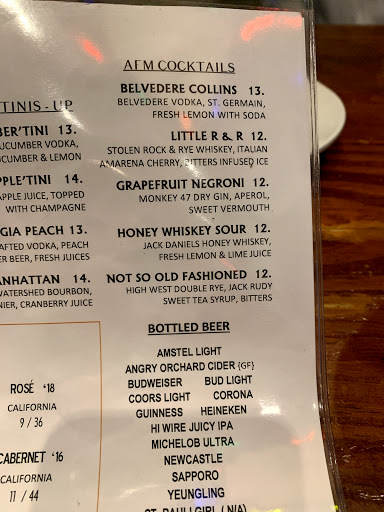 TINIS - UP
BER'TINI 13.
CUCUMBER VODKA,
CUCUMBER & LEMON
PPLE'TINI 14.
APPLE JUICE, TOPPED
WITH CHAMPAGNE
GIA PEACH 13.
AFTED VODKA, PEACH
ER BEER, FRESH JUICES
ANHATTAN 14.
WATERSHED BOURBON,
NIER, CRANBERRY JUICE
ROSÉ '18
CALIFORNIA
9 / 36
CABERNET '16
CALIFORNIA
11 / 44
AFM COCKTAILS
BELVEDERE COLLINS 13.
BELVEDERE VODKA, ST. GERMAIN,
FRESH LEMON WITH SODA
LITTLE R & R 12.
STOLEN ROCK & RYE WHISKEY, ITALIAN
AMARENA CHERRY, BITTERS INFUSED ICE
GRAPEFRUIT NEGRONI 12.
MONKEY 47 DRY GIN, APEROL,
SWEET VERMOUTH
HONEY WHISKEY SOUR 12.
JACK DANIELS HONEY WHISKEY,
FRESH LEMON & LIME JUICE
NOT SO OLD FASHIONED 12.
HIGH WEST DOUBLE RYE, JACK RUDY
SWEET TEA SYRUP, BITTERS
BOTTLED BEER
AMSTEL LIGHT
ANGRY ORCHARD CIDER {GF}
BUDWEISER BUD LIGHT
COORS LIGHT CORONA
GUINNESS HEINEKEN
HI WIRE JUICY IPA
MICHELOB ULTRA
NEWCASTLE
SAPPORO
YEUNGLING
ST. PAULI GIRL ( NA)